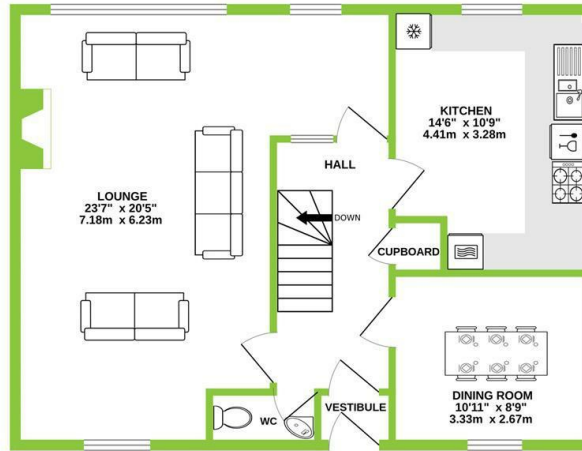 KITCHEN
14'6" x 10'9"
4.41m x 3.28m
HALL
LOUNGE
23'7" x 20'5"
7.18m x 6.23m
DOWN
CUPBOARD
DINING ROOM
10'11" x 8'9"
3.33m x 2.67m
VESTIBULE
WC